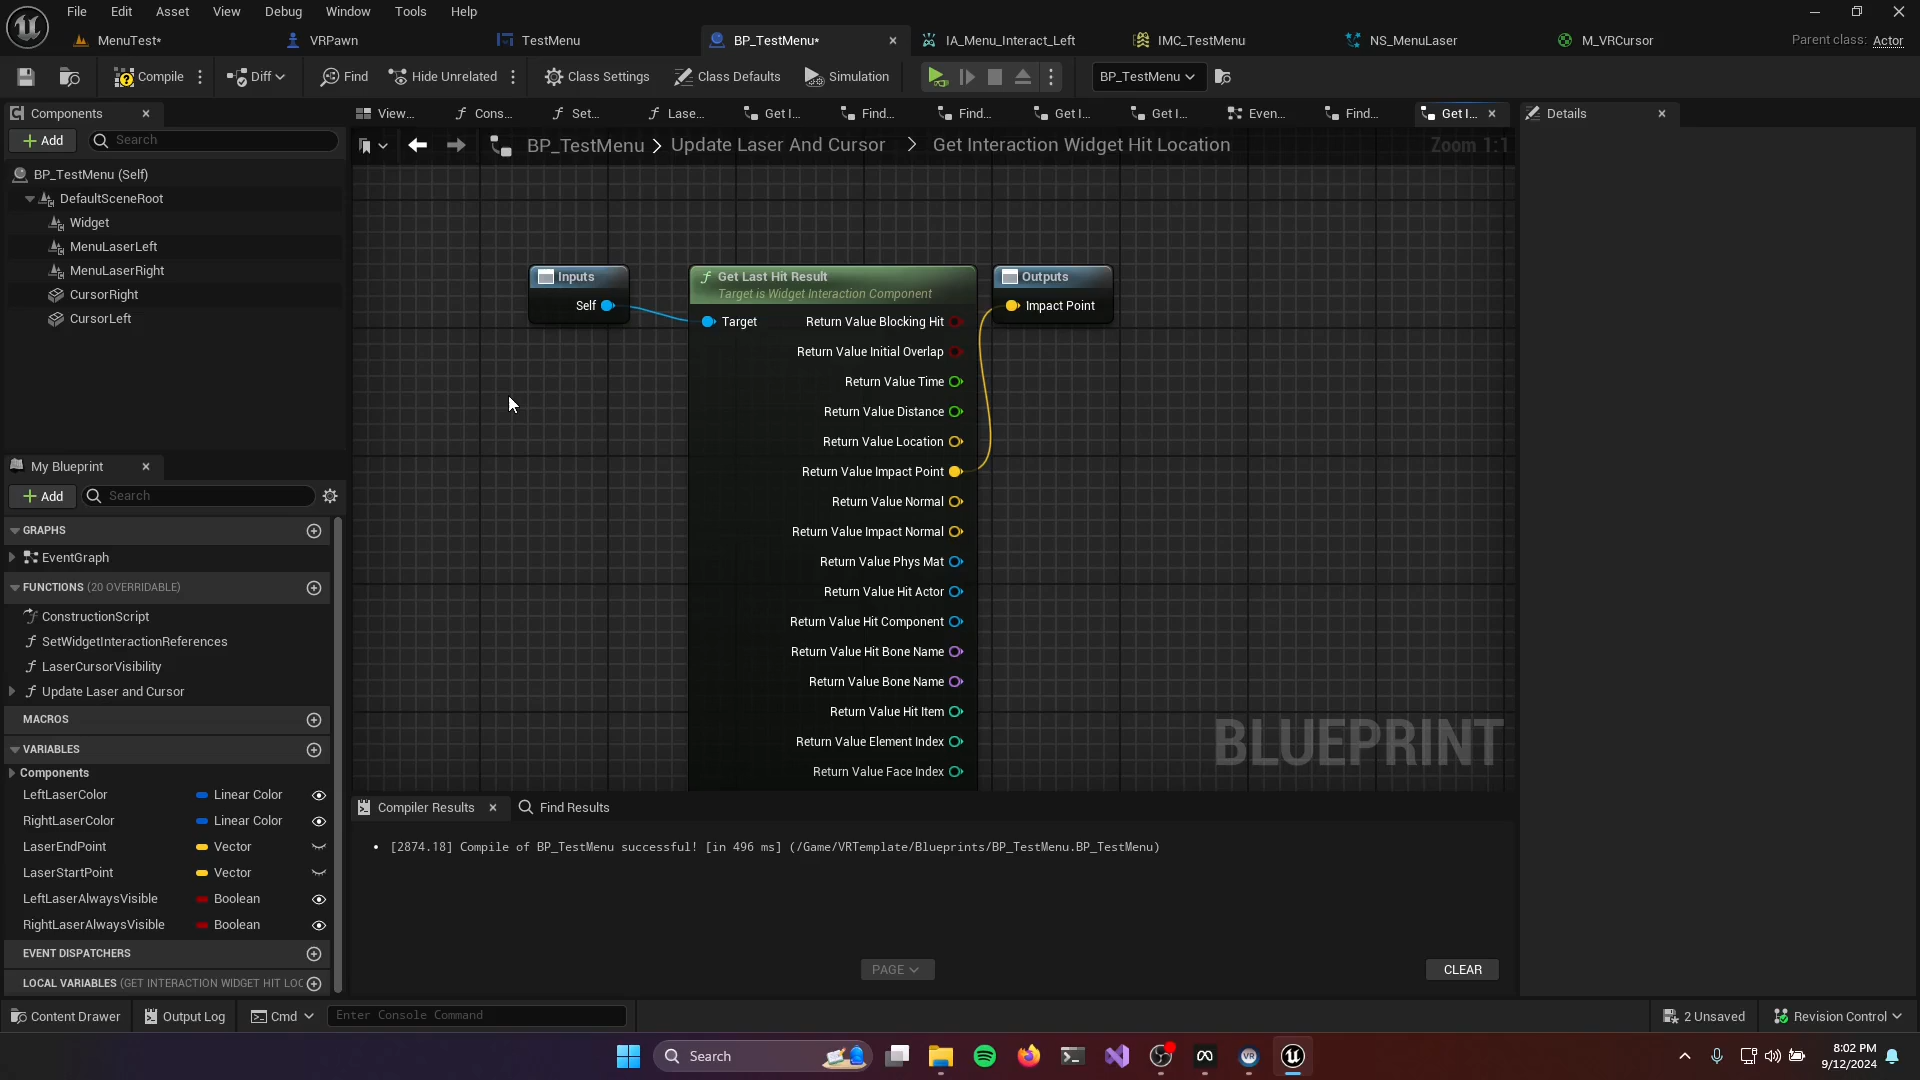 File Edit Asset View Debug Window Tools Help
MenuTest* VRPawn TestMenu BP_TestMenu* IA_Menu_Interact_Left IMC_TestMenu NS_MenuLaser M_VRCursor Parent class: Actor
Compile Diff Find Hide Unrelated Class Settings Class Defaults Simulation BP_TestMenu
Components
View... Cons... Set... Lase... Get I... Find... Find... Get I... Get I... Even... Find... Get I...
Details
Add Search
BP_TestMenu > Update Laser And Cursor > Get Interaction Widget Hit Location
Zoom 1:1
BP_TestMenu (Self)
DefaultSceneRoot
Widget
MenuLaserLeft
MenuLaserRight
CursorRight
CursorLeft
Inputs
Self
Get Last Hit Result
Target is Widget Interaction Component
Target
Return Value Blocking Hit
Return Value Initial Overlap
Return Value Time
Return Value Distance
Return Value Location
Return Value Impact Point
Return Value Normal
Return Value Impact Normal
Return Value Phys Mat
Return Value Hit Actor
Return Value Hit Component
Return Value Hit Bone Name
Return Value Bone Name
Return Value Hit Item
Return Value Element Index
Return Value Face Index
Outputs
Impact Point
BLUEPRINT
My Blueprint
Add Search
GRAPHS
EventGraph
FUNCTIONS (20 OVERRIDABLE)
ConstructionScript
SetWidgetInteractionReferences
LaserCursorVisibility
Update Laser and Cursor
MACROS
VARIABLES
Components
LeftLaserColor Linear Color
RightLaserColor Linear Color
LaserEndPoint Vector
LaserStartPoint Vector
LeftLaserAlwaysVisible Boolean
RightLaserAlwaysVisible Boolean
EVENT DISPATCHERS
LOCAL VARIABLES (GET INTERACTION WIDGET HIT LOC
Compiler Results Find Results
[2874.18] Compile of BP_TestMenu successful! [in 496 ms] (/Game/VRTemplate/Blueprints/BP_TestMenu.BP_TestMenu)
PAGE
CLEAR
Content Drawer Output Log Cmd Enter Console Command 2 Unsaved Revision Control
Search
8:02 PM
9/12/2024